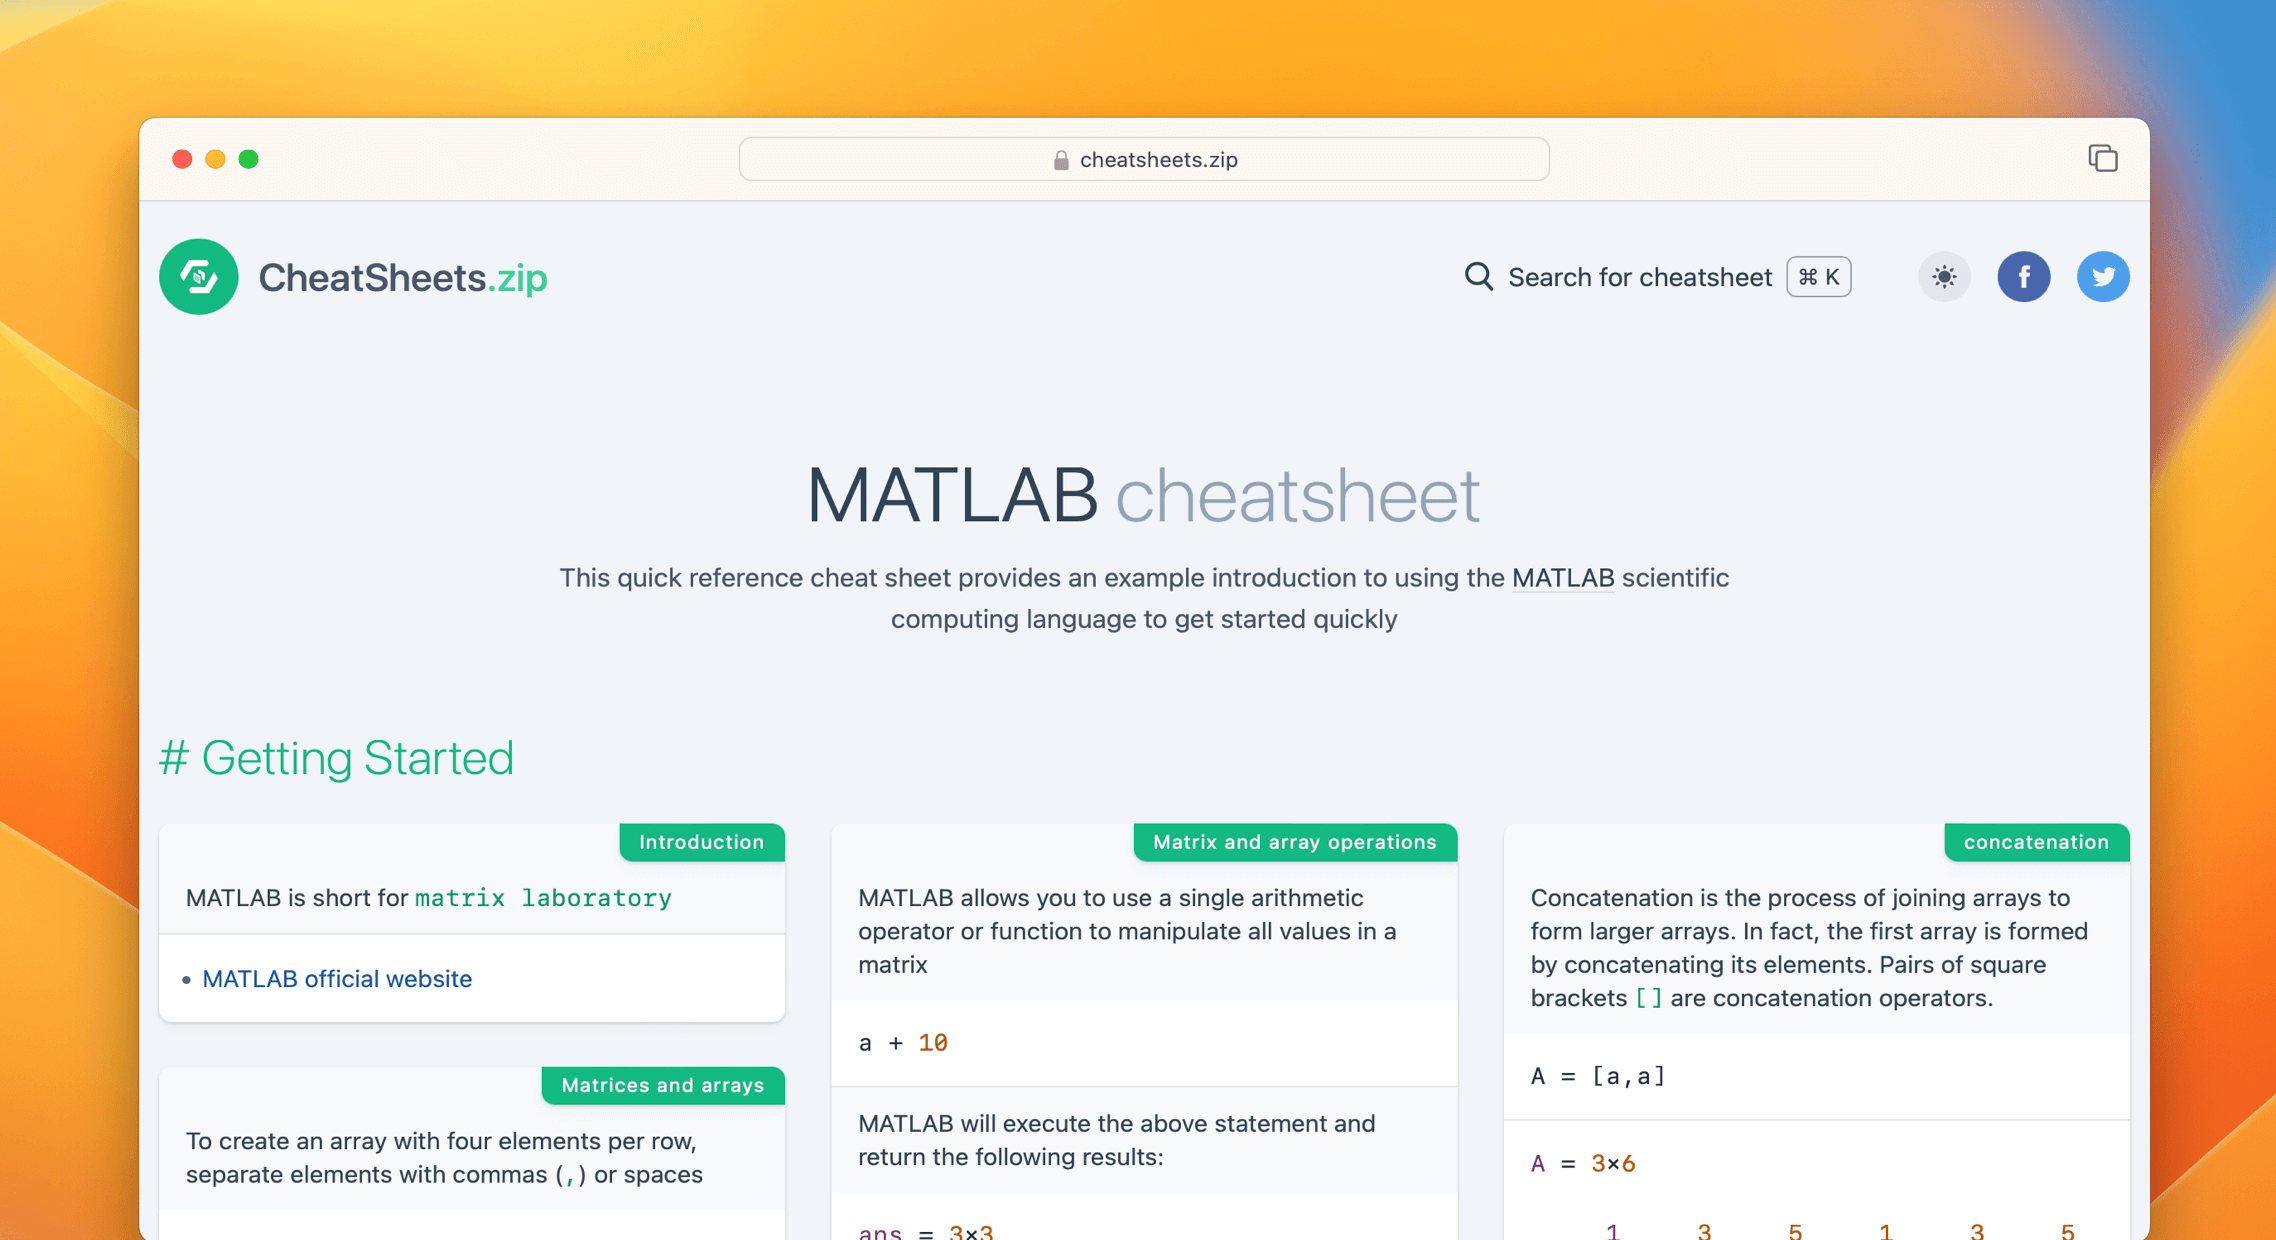 cheatsheets.zip
CheatSheets.zip
Search for cheatsheet ⌘ K
MATLAB cheatsheet
This quick reference cheat sheet provides an example introduction to using the MATLAB scientific
computing language to get started quickly
# Getting Started
Introduction
MATLAB is short for matrix laboratory
• MATLAB official website
Matrices and arrays
To create an array with four elements per row,
separate elements with commas (,) or spaces
Matrix and array operations
MATLAB allows you to use a single arithmetic
operator or function to manipulate all values in a
matrix
a + 10
MATLAB will execute the above statement and
return the following results:
ans = 3×3
concatenation
Concatenation is the process of joining arrays to
form larger arrays. In fact, the first array is formed
by concatenating its elements. Pairs of square
brackets [] are concatenation operators.
A = [a,a]
A = 3×6
1 3 5 1 3 5